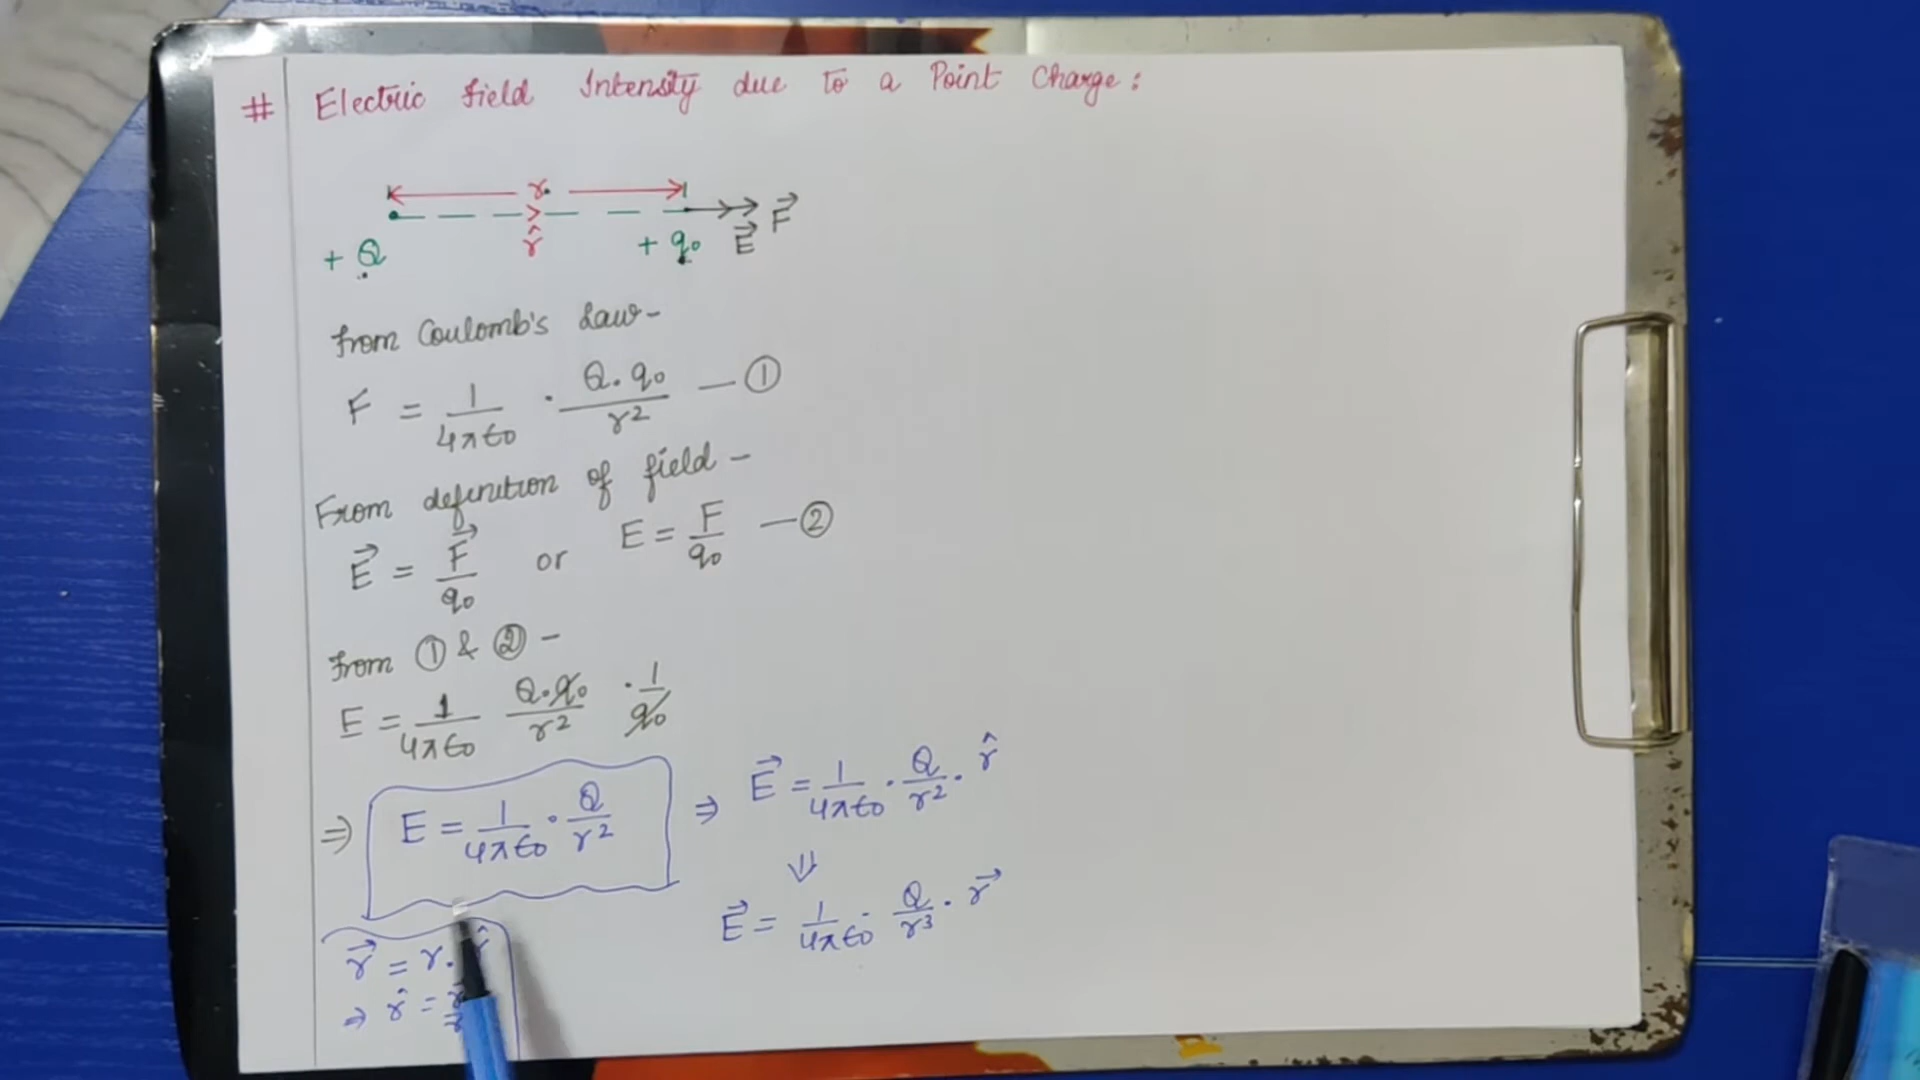 # Electric field Intensity due to a Point Charge:
r
r̂
+ Q
+ q₀
E⃗
F⃗
from Coulomb's Law-
F = 1/4πε₀ · Q.q₀/r² — ①
From definition of field -
E⃗ = F⃗/q₀ or E = F/q₀ — ②
from ① & ② -
E = 1/4πε₀ Q.q₀/r² · 1/q₀
⇒ E = 1/4πε₀ · Q/r² ⇒ E⃗ = 1/4πε₀ · Q/r² · r̂
⇓
E⃗ = 1/4πε₀ · Q/r³ · r⃗
r⃗ = r.
⇒ r̂ =